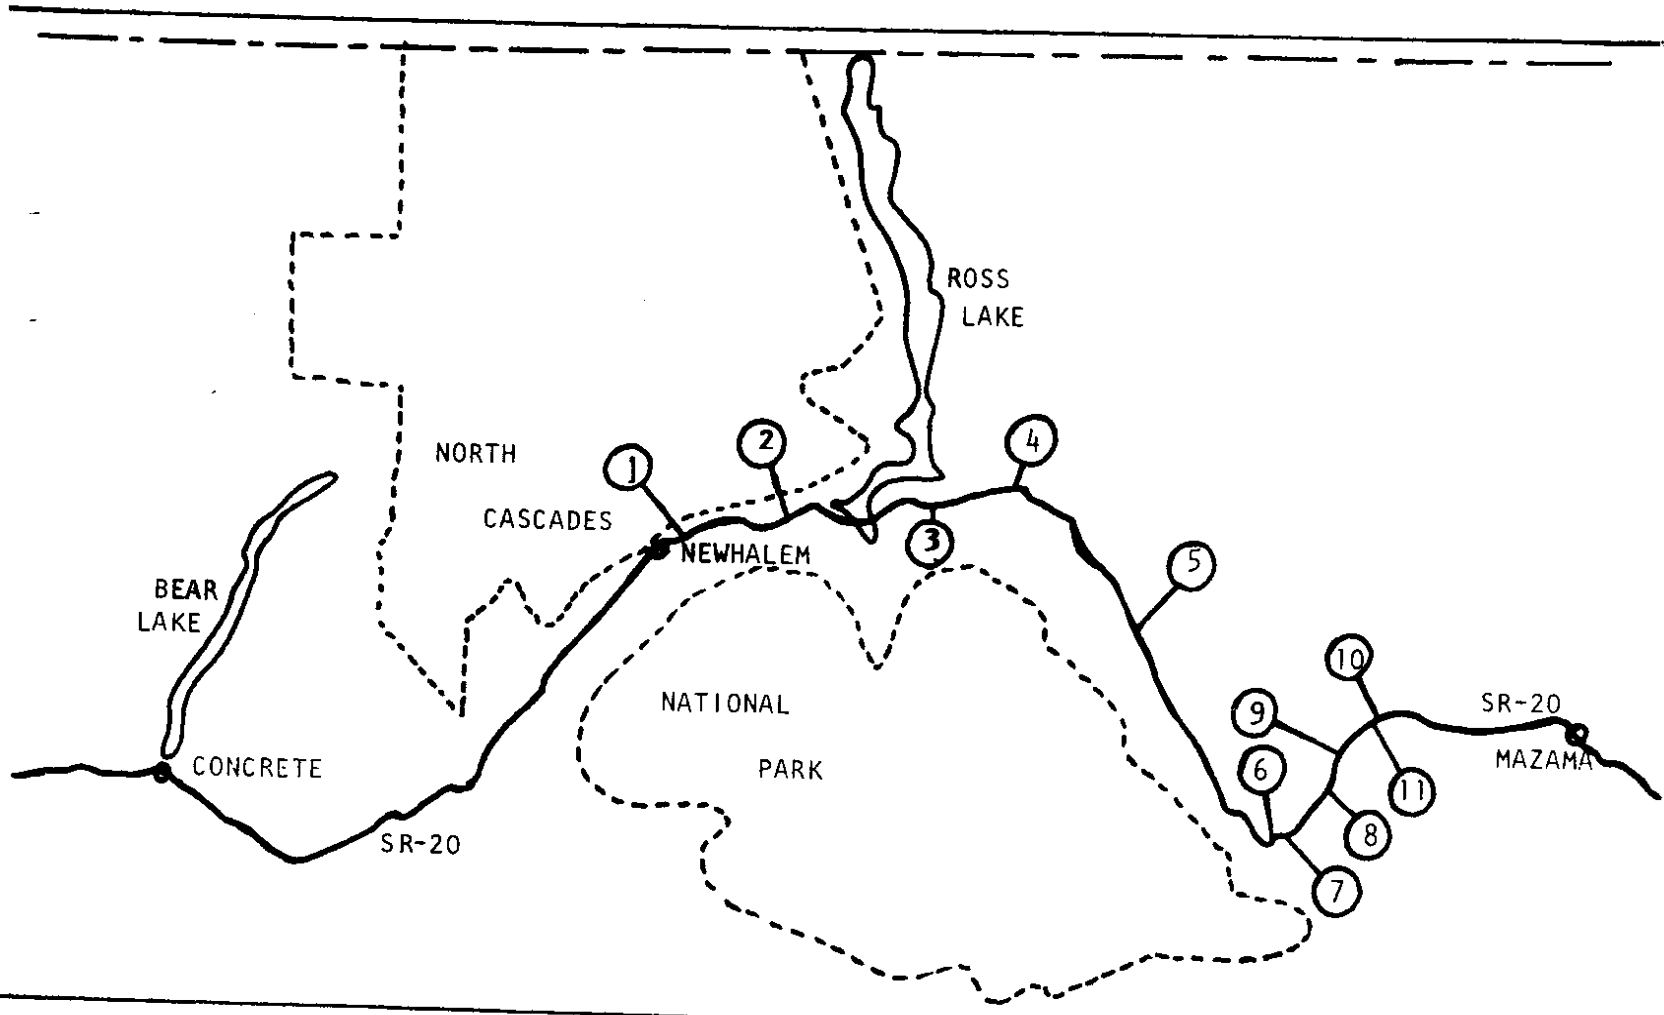 ROSS
LAKE
4
2
1
NORTH
CASCADES
3
NEWHALEM
5
BEAR
LAKE
10
NATIONAL
9
SR-20
MAZAMA
CONCRETE
PARK
6
11
8
SR-20
7